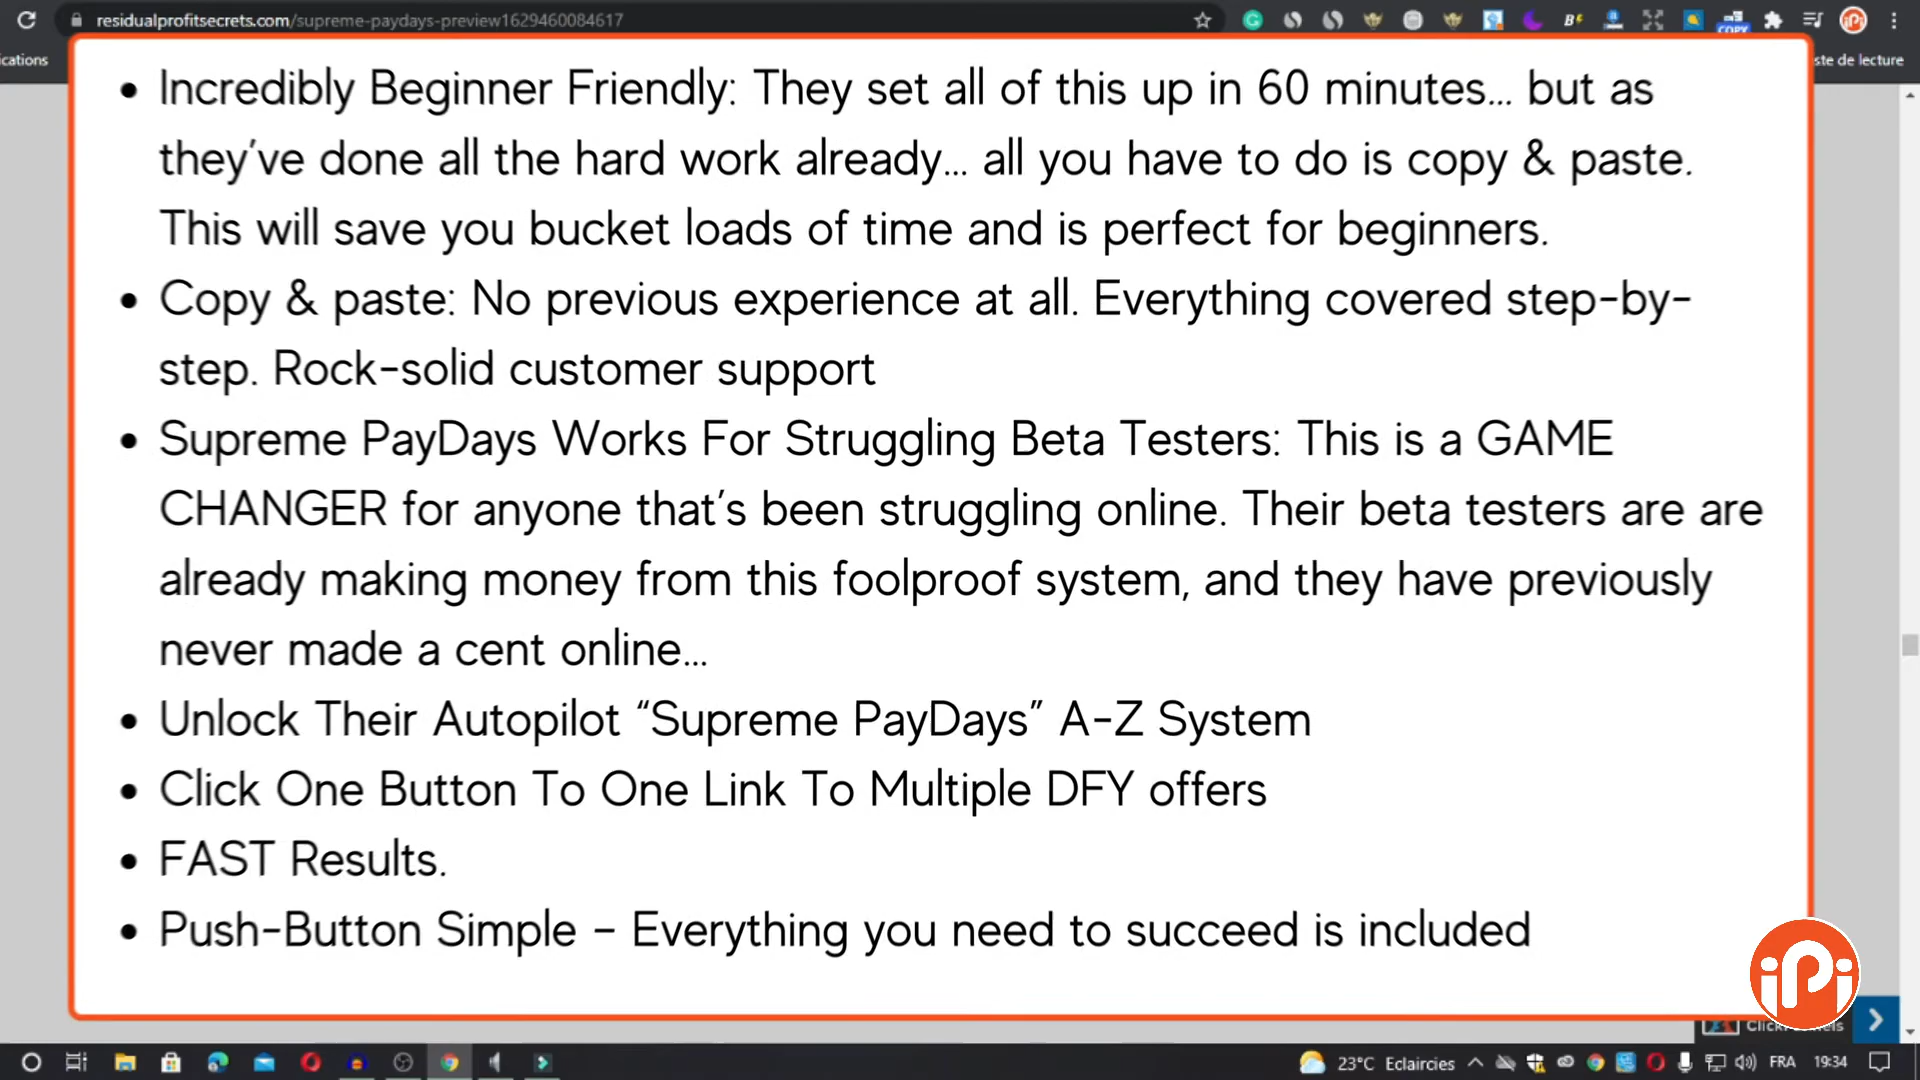 residualprofitsecrets.com/supreme-paydays-preview1629460084617
COPY
cations
ste de lecture
• Incredibly Beginner Friendly: They set all of this up in 60 minutes... but as
they've done all the hard work already... all you have to do is copy & paste.
This will save you bucket loads of time and is perfect for beginners.
• Copy & paste: No previous experience at all. Everything covered step-by-
step. Rock-solid customer support
• Supreme PayDays Works For Struggling Beta Testers: This is a GAME
CHANGER for anyone that's been struggling online. Their beta testers are are
already making money from this foolproof system, and they have previously
never made a cent online...
• Unlock Their Autopilot “Supreme PayDays” A-Z System
• Click One Button To One Link To Multiple DFY offers
• FAST Results.
• Push-Button Simple – Everything you need to succeed is included
iPi
23°C Eclaircies
FRA
19:34